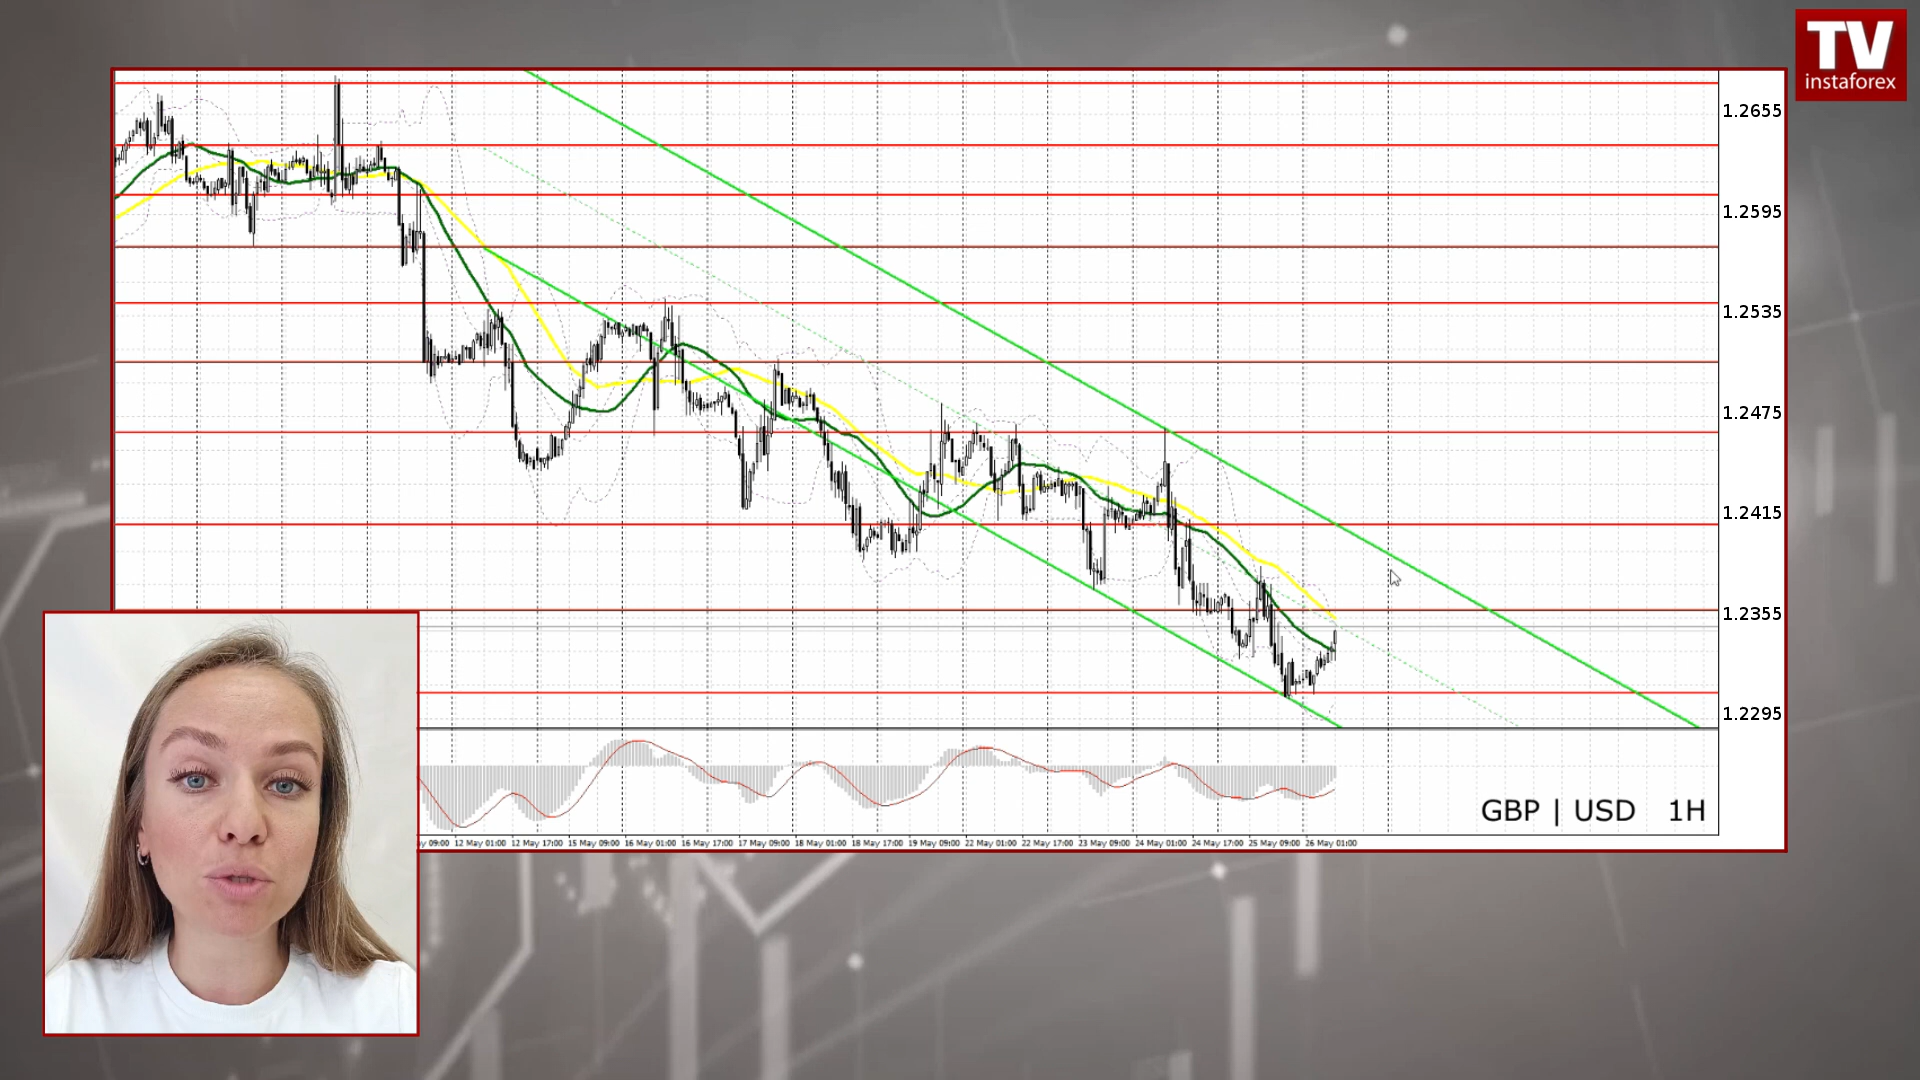 TV
instaforex
1.2655
1.2595
1.2535
1.2475
1.2415
1.2355
1.2295
GBP | USD 1H
09:00 12 May 01:00 12 May 17:00 15 May 09:00 16 May 01:00 16 May 17:00 17 May 09:00 18 May 01:00 18 May 17:00 19 May 09:00 22 May 01:00 22 May 17:00 23 May 09:00 24 May 01:00 24 May 17:00 25 May 09:00 26 May 01:00